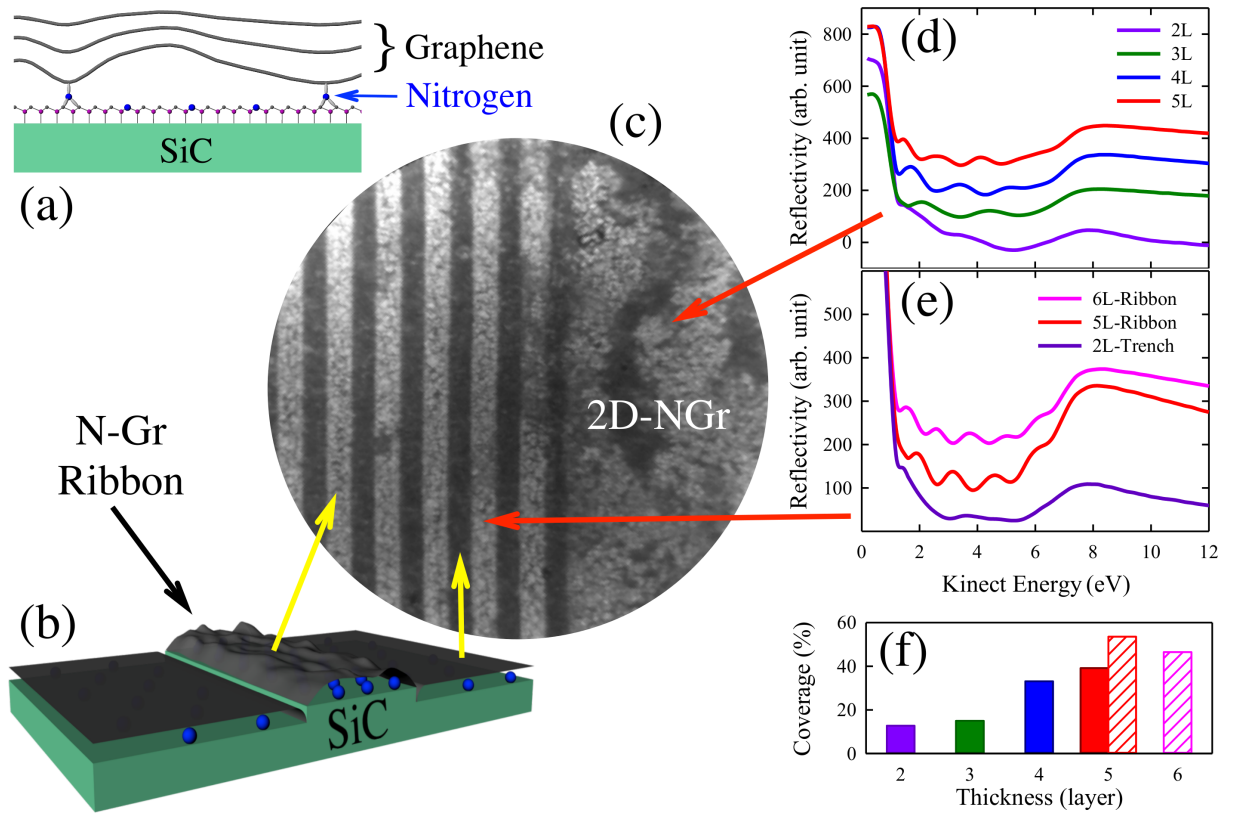 Graphene
Nitrogen
SiC
(a)
(c)
2D-NGr
N-Gr
Ribbon
(b)
SiC
(d)
2L
3L
4L
5L
Reflectivity (arb. unit)
800
600
400
200
0
(e)
6L-Ribbon
5L-Ribbon
2L-Trench
Reflectivity (arb. unit)
500
400
300
200
100
0 2 4 6 8 10 12
Kinect Energy (eV)
(f)
Coverage (%)
60
40
20
0
2 3 4 5 6
Thickness (layer)